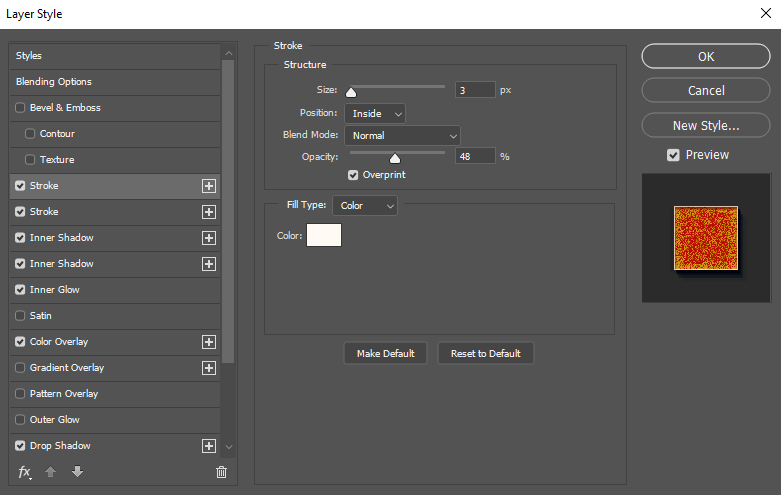 Layer Style
Styles
Blending Options
Bevel & Emboss
Contour
Texture
Stroke
Stroke
Inner Shadow
Inner Shadow
Inner Glow
Satin
Color Overlay
Gradient Overlay
Pattern Overlay
Outer Glow
Drop Shadow
fx
Stroke
Structure
Size: 3 px
Position: Inside
Blend Mode: Normal
Opacity: 48 %
Overprint
Fill Type: Color
Color:
Make Default Reset to Default
OK
Cancel
New Style...
Preview